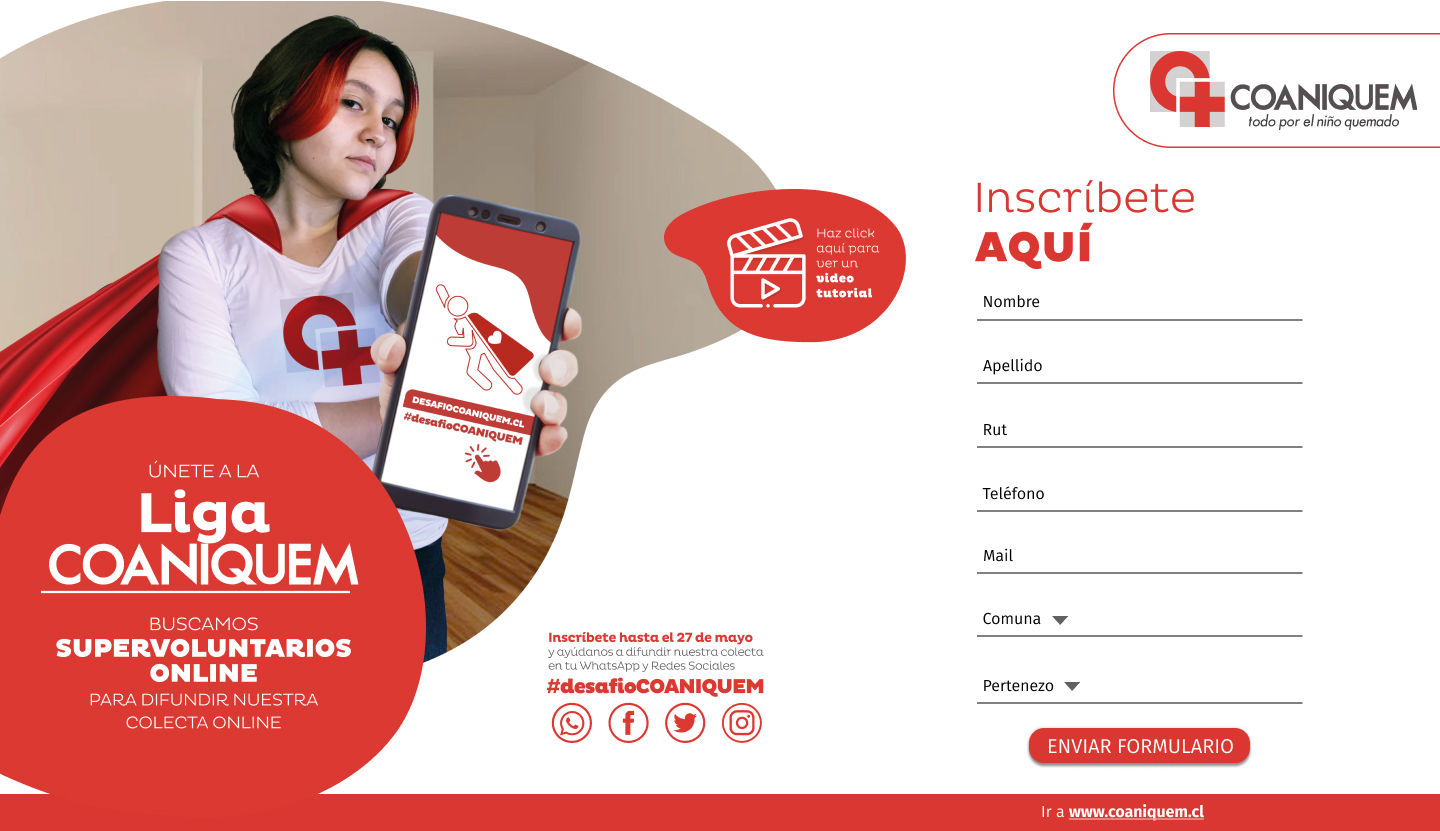 COANIQUEM
todo por el niño quemado
Inscríbete
AQUÍ
Haz click
aquí para
ver un
video
tutorial
Nombre
Apellido
Rut
Teléfono
Mail
Comuna
Pertenezo
ENVIAR FORMULARIO
DESAFIOCOANIQUEM.CL
#desafioCOANIQUEM
ÚNETE A LA
Liga
COANIQUEM
BUSCAMOS
SUPERVOLUNTARIOS
ONLINE
PARA DIFUNDIR NUESTRA
COLECTA ONLINE
Inscríbete hasta el 27 de mayo
y ayúdanos a difundir nuestra colecta
en tu WhatsApp y Redes Sociales
#desafioCOANIQUEM
Ir a www.coaniquem.cl